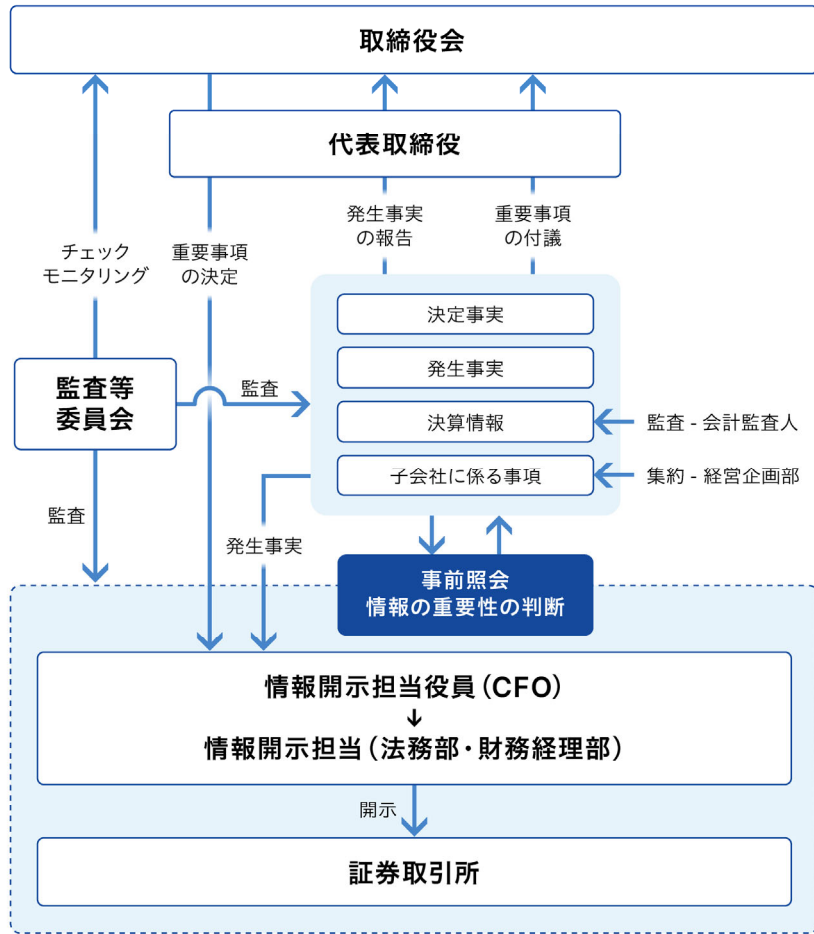 取締役会
代表取締役
チェック
モニタリング
重要事項
の決定
発生事実
の報告
重要事項
の付議
決定事実
発生事実
決算情報
子会社に係る事項
監査等
委員会
監査
監査 - 会計監査人
集約 - 経営企画部
監査
発生事実
事前照会
情報の重要性の判断
情報開示担当役員（CFO）
↓
情報開示担当（法務部・財務経理部）
開示
証券取引所